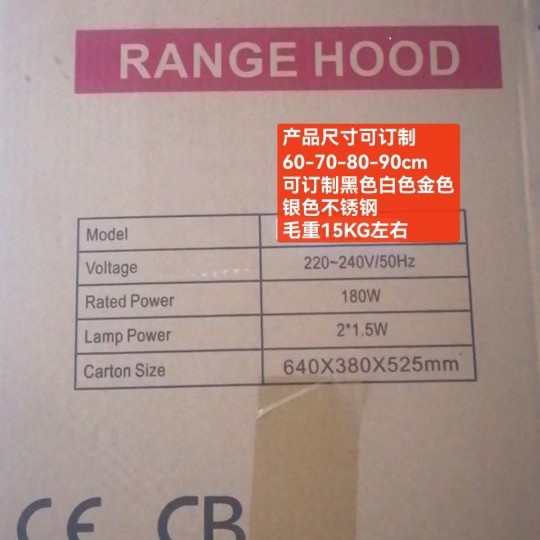 RANGE HOOD
产品尺寸可订制
60-70-80-90cm
可订制黑色白色金色
银色不锈钢
毛重15KG左右
Model
Voltage 220~240V/50Hz
Rated Power 180W
Lamp Power 2*1.5W
Carton Size 640X380X525mm
CE CB